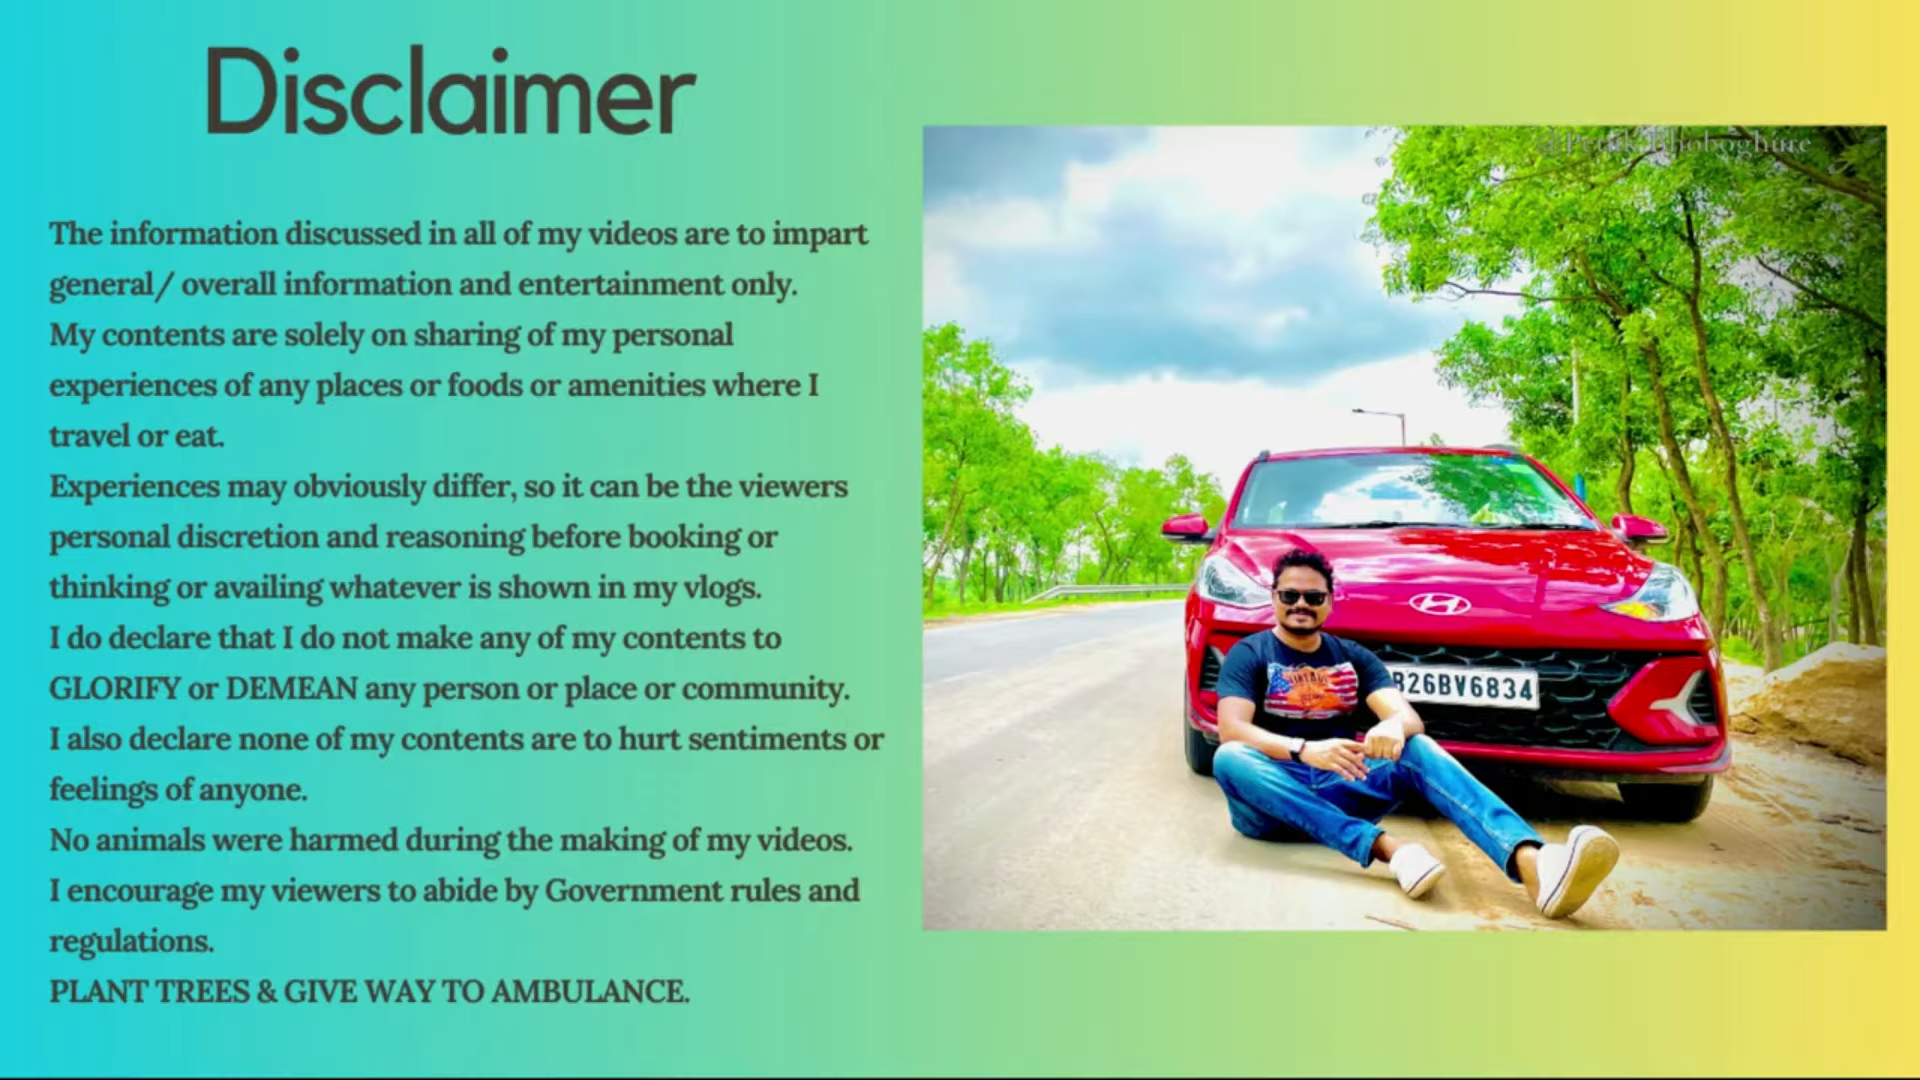 Disclaimer
The information discussed in all of my videos are to impart
general/ overall information and entertainment only.
My contents are solely on sharing of my personal
experiences of any places or foods or amenities where I
travel or eat.
Experiences may obviously differ, so it can be the viewers
personal discretion and reasoning before booking or
thinking or availing whatever is shown in my vlogs.
I do declare that I do not make any of my contents to
GLORIFY or DEMEAN any person or place or community.
I also declare none of my contents are to hurt sentiments or
feelings of anyone.
No animals were harmed during the making of my videos.
I encourage my viewers to abide by Government rules and
regulations.
PLANT TREES & GIVE WAY TO AMBULANCE.
B26BV6834